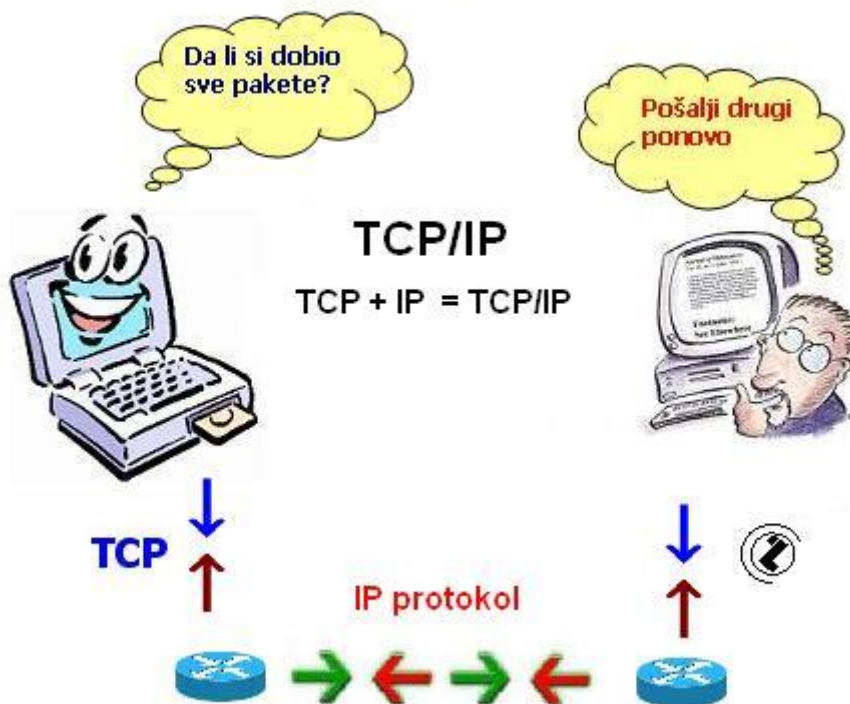 Da li si dobio
sve pakete?
Pošalji drugi
ponovo
TCP/IP
TCP + IP = TCP/IP
TCP
IP protokol